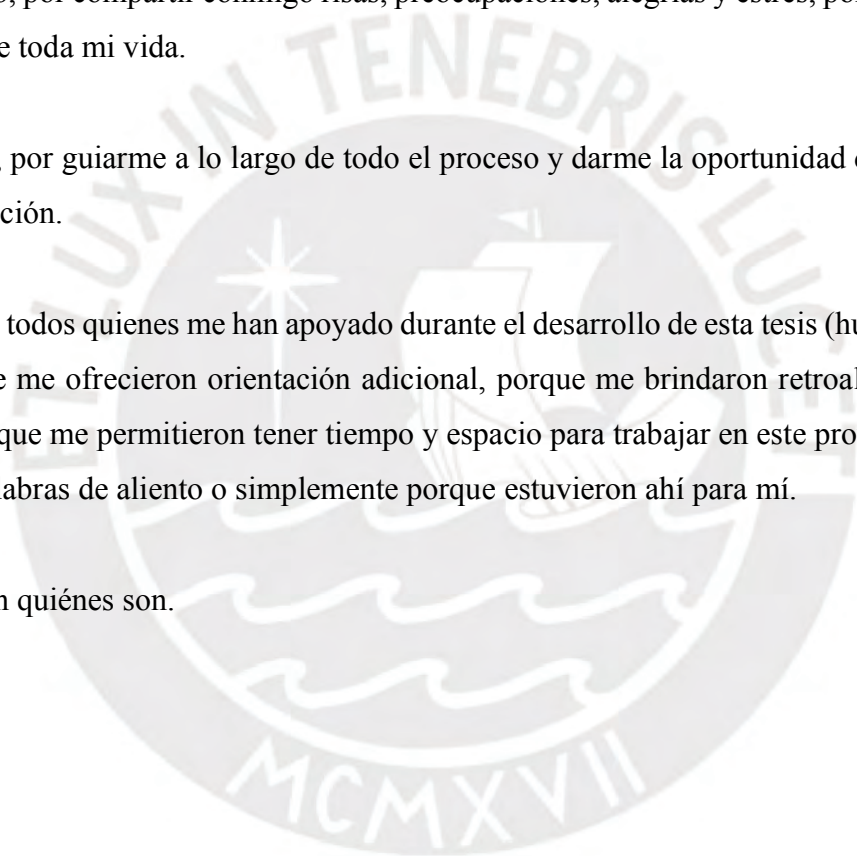 por compartir conmigo risas, preocupaciones, alegrías y estrés, por
toda mi vida.
, por guiarme a lo largo de todo el proceso y darme la oportunidad
ción.
todos quienes me han apoyado durante el desarrollo de esta tesis (hu
me ofrecieron orientación adicional, porque me brindaron retroal
que me permitieron tener tiempo y espacio para trabajar en este pro
labras de aliento o simplemente porque estuvieron ahí para mí.
n quiénes son.
ET LUX IN TENEBRIS LUCET
MCMXVII